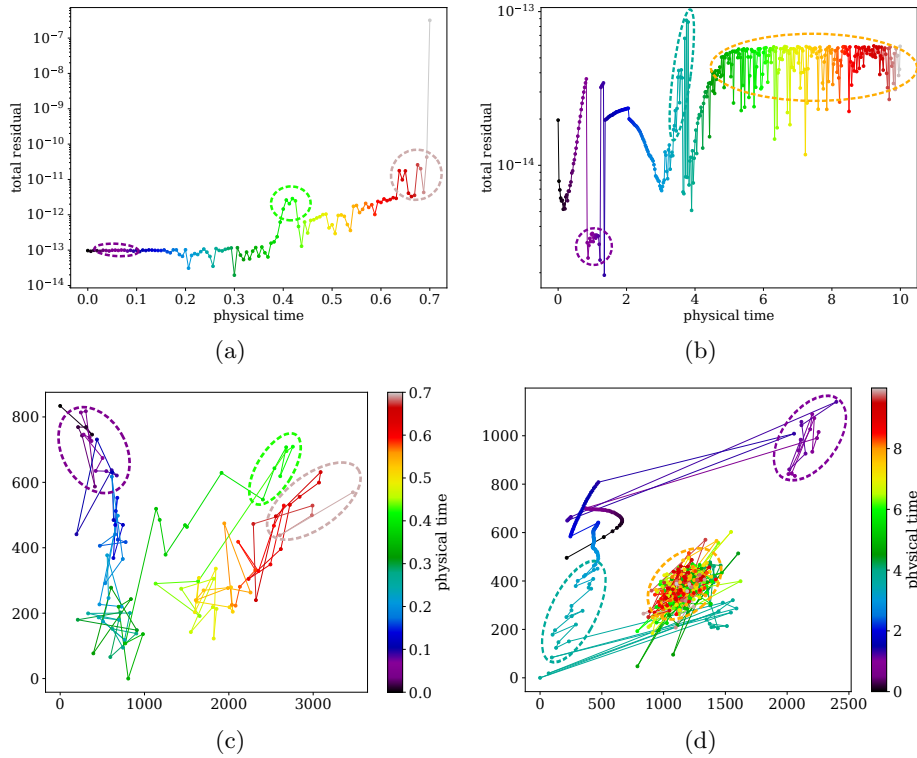 10⁻⁷
10⁻⁸
10⁻⁹
10⁻¹⁰
10⁻¹¹
10⁻¹²
10⁻¹³
10⁻¹⁴
total residual
0.0 0.1 0.2 0.3 0.4 0.5 0.6 0.7
physical time
(a)
10⁻¹³
10⁻¹⁴
total residual
0 2 4 6 8 10
physical time
(b)
800
600
400
200
0
0 1000 2000 3000
0.7
0.6
0.5
0.4
0.3
0.2
0.1
0.0
physical time
(c)
1000
800
600
400
200
0
0 500 1000 1500 2000 2500
8
6
4
2
0
physical time
(d)